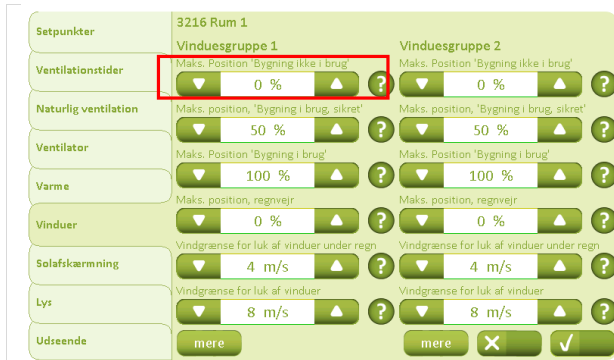 Setpunkter
Ventilationstider
Naturlig ventilation
Ventilator
Varme
Vinduer
Solafskærmning
Lys
Udseende
3216 Rum 1
Vinduesgruppe 1
Maks. Position 'Bygning ikke i brug'
0 %
?
Maks. position, 'Bygning i brug, sikret'
50 %
?
Maks. Position 'Bygning i brug'
100 %
?
Maks. position, regnvejr
0 %
?
Vindgrænse for luk af vinduer under regn
4 m/s
?
Vindgrænse for luk af vinduer
8 m/s
?
mere
Vinduesgruppe 2
Maks. Position 'Bygning ikke i brug'
0 %
?
Maks. position, 'Bygning i brug, sikret'
50 %
?
Maks. Position 'Bygning i brug'
100 %
?
Maks. position, regnvejr
0 %
?
Vindgrænse for luk af vinduer under regn
4 m/s
?
Vindgrænse for luk af vinduer
8 m/s
?
mere